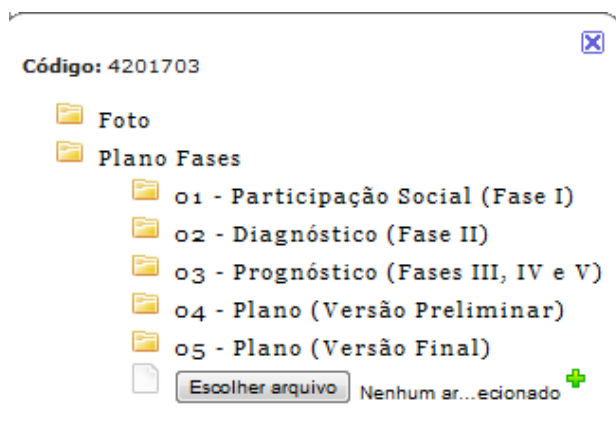 Código: 4201703
Foto
Plano Fases
01 - Participação Social (Fase I)
02 - Diagnóstico (Fase II)
03 - Prognóstico (Fases III, IV e V)
04 - Plano (Versão Preliminar)
05 - Plano (Versão Final)
Escolher arquivo Nenhum ar...ecionado